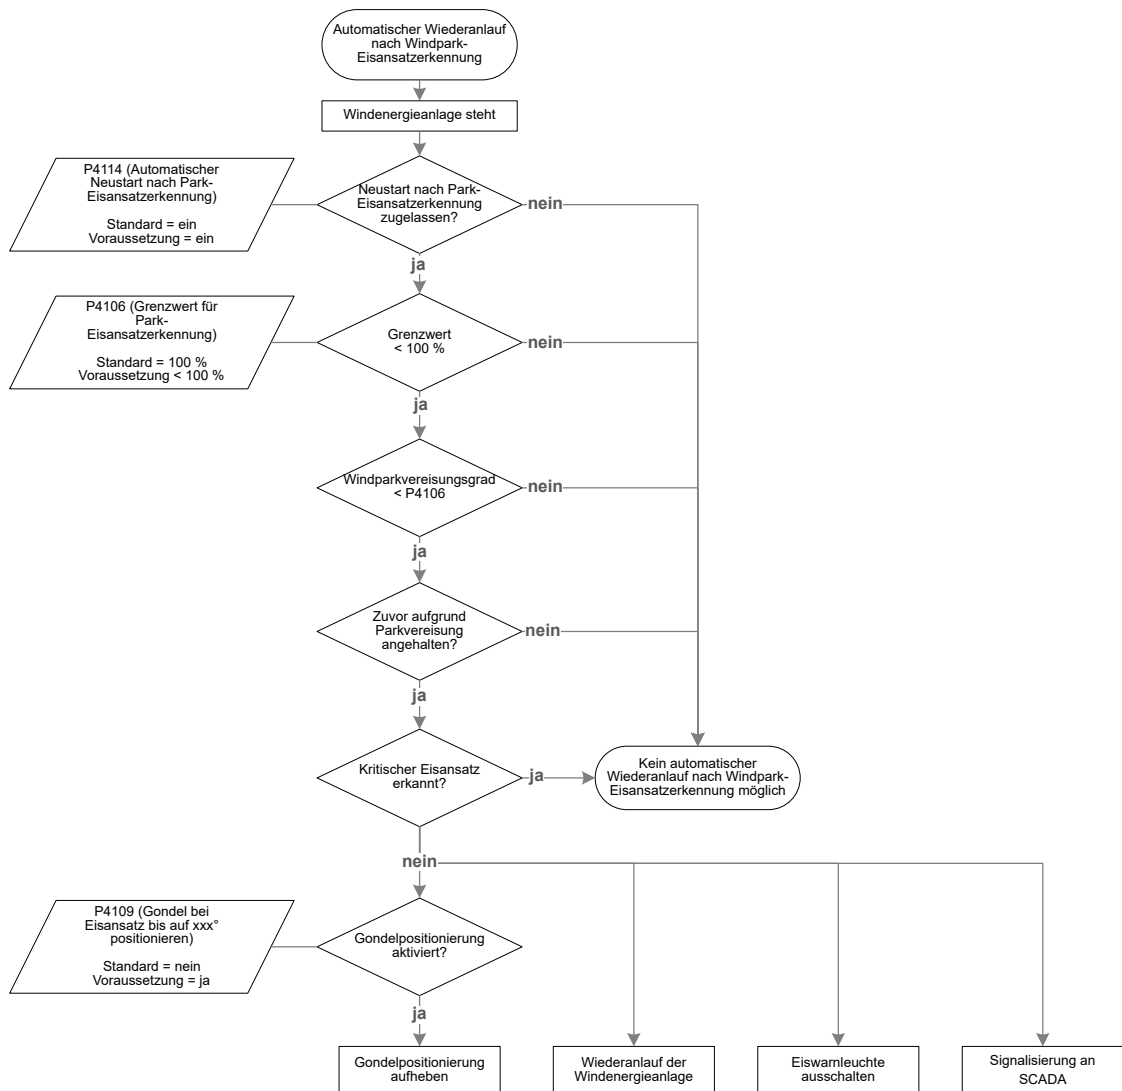 Automatischer Wiederanlauf
nach Windpark-
Eisansatzerkennung
Windenergieanlage steht
P4114 (Automatischer
Neustart nach Park-
Eisansatzerkennung)
Standard = ein
Voraussetzung = ein
Neustart nach Park-
Eisansatzerkennung
zugelassen?
nein
ja
P4106 (Grenzwert für
Park-
Eisansatzerkennung)
Standard = 100 %
Voraussetzung < 100 %
Grenzwert
< 100 %
nein
ja
Windparkvereisungsgrad
< P4106
nein
ja
Zuvor aufgrund
Parkvereisung
angehalten?
nein
ja
Kritischer Eisansatz
erkannt?
ja
Kein automatischer
Wiederanlauf nach Windpark-
Eisansatzerkennung möglich
nein
P4109 (Gondel bei
Eisansatz bis auf xxx°
positionieren)
Standard = nein
Voraussetzung = ja
Gondelpositionierung
aktiviert?
ja
Gondelpositionierung
aufheben
Wiederanlauf der
Windenergieanlage
Eiswarnleuchte
ausschalten
Signalisierung an
SCADA